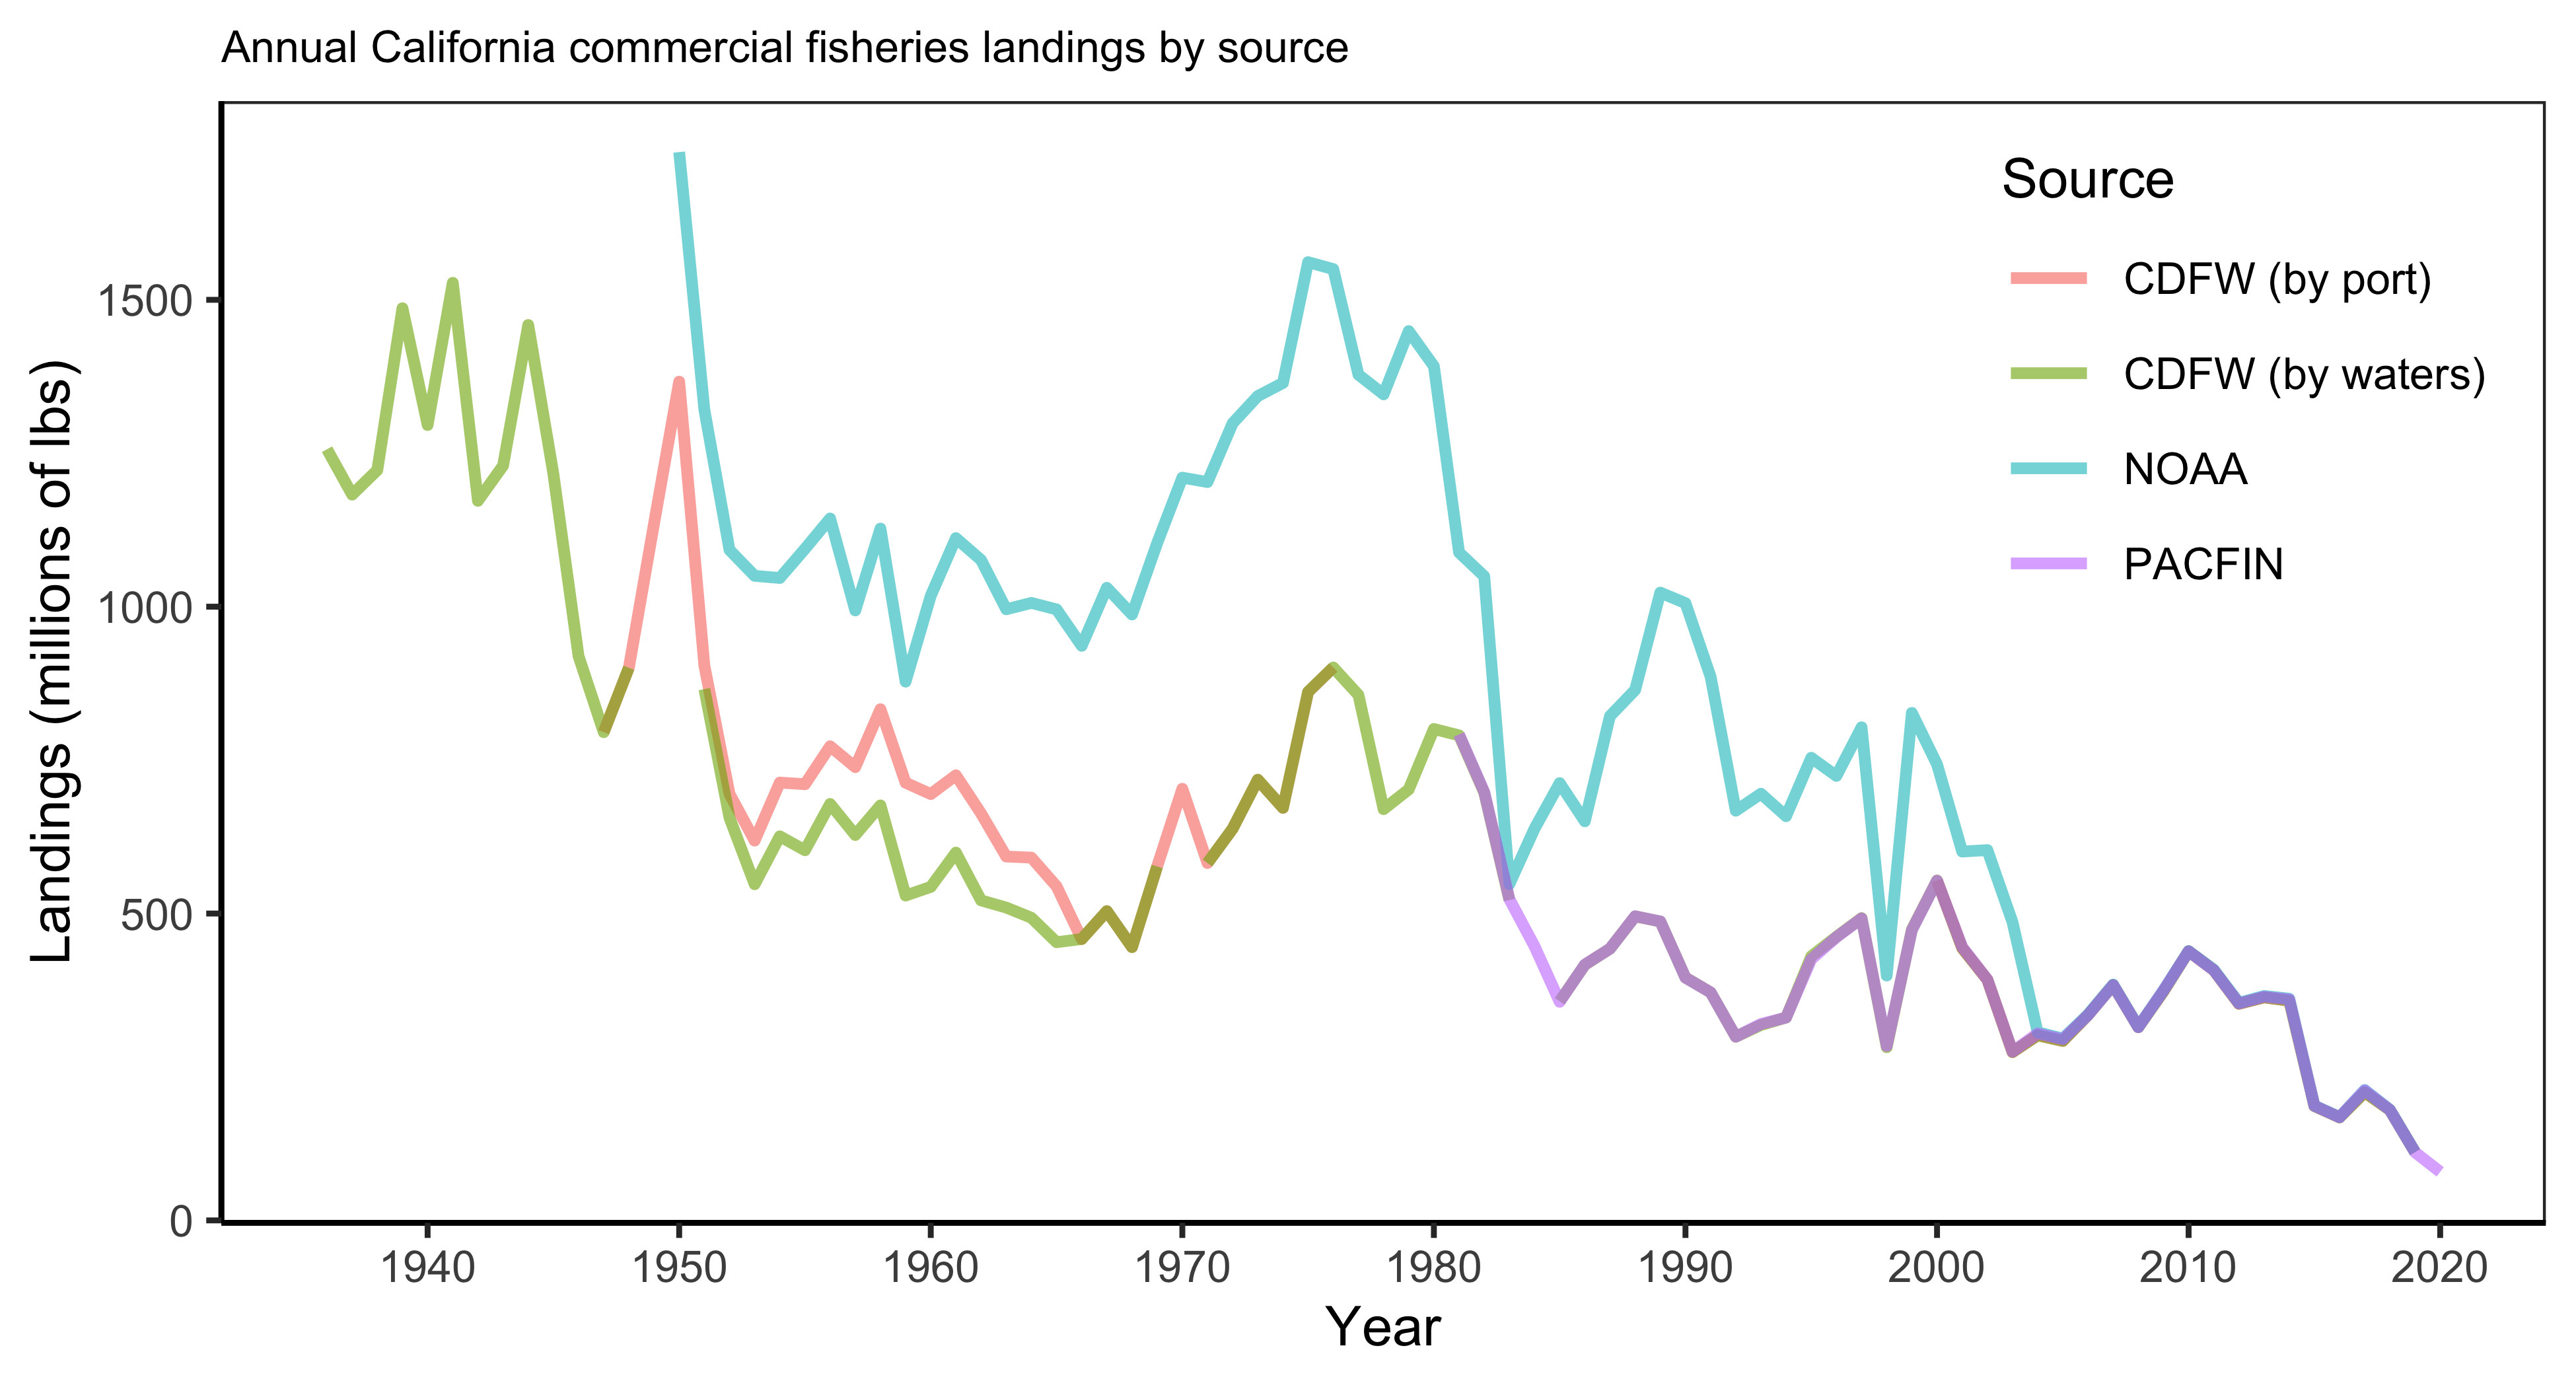 Annual California commercial fisheries landings by source
Landings (millions of lbs)
1500
1000
500
0
Source
CDFW (by port)
CDFW (by waters)
NOAA
PACFIN
1940 1950 1960 1970 1980 1990 2000 2010 2020
Year